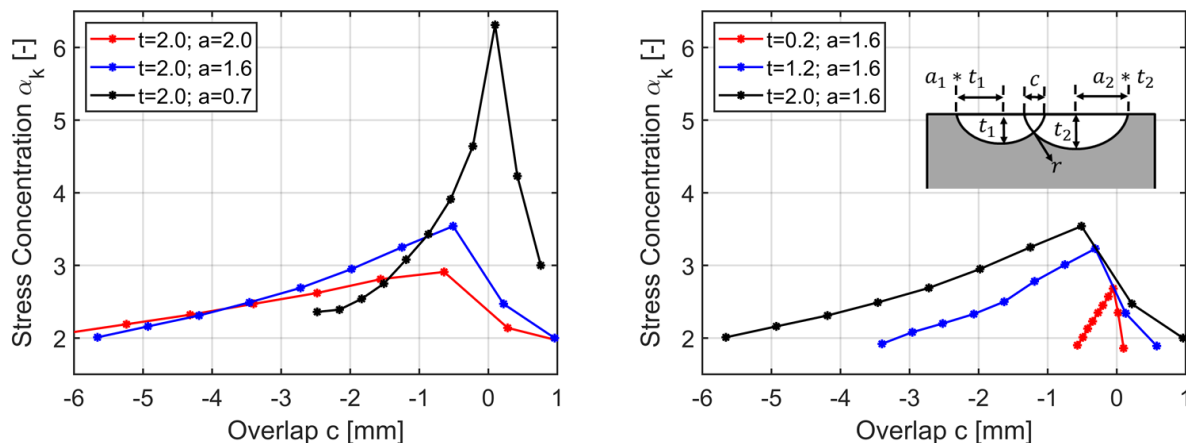 Stress Concentration α_k [-]
6
5
4
3
2
t=2.0; a=2.0
t=2.0; a=1.6
t=2.0; a=0.7
-6 -5 -4 -3 -2 -1 0 1
Overlap c [mm]
Stress Concentration α_k [-]
6
5
4
3
2
t=0.2; a=1.6
t=1.2; a=1.6
t=2.0; a=1.6
a₁ * t₁ c a₂ * t₂
t₁ t₂
r
-6 -5 -4 -3 -2 -1 0 1
Overlap c [mm]